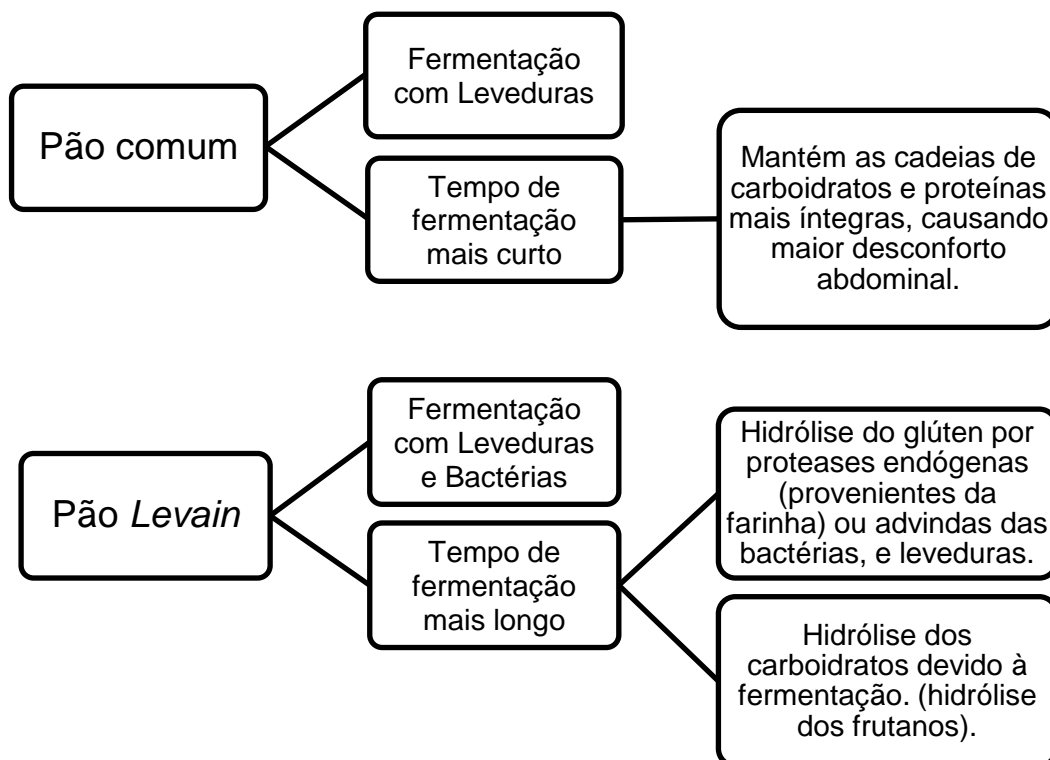 Pão comum
Fermentação
com Leveduras
Tempo de
fermentação
mais curto
Mantém as cadeias de
carboidratos e proteínas
mais íntegras, causando
maior desconforto
abdominal.
Pão Levain
Fermentação
com Leveduras
e Bactérias
Tempo de
fermentação
mais longo
Hidrólise do glúten por
proteases endógenas
(provenientes da
farinha) ou advindas das
bactérias, e leveduras.
Hidrólise dos
carboidratos devido à
fermentação. (hidrólise
dos frutanos).